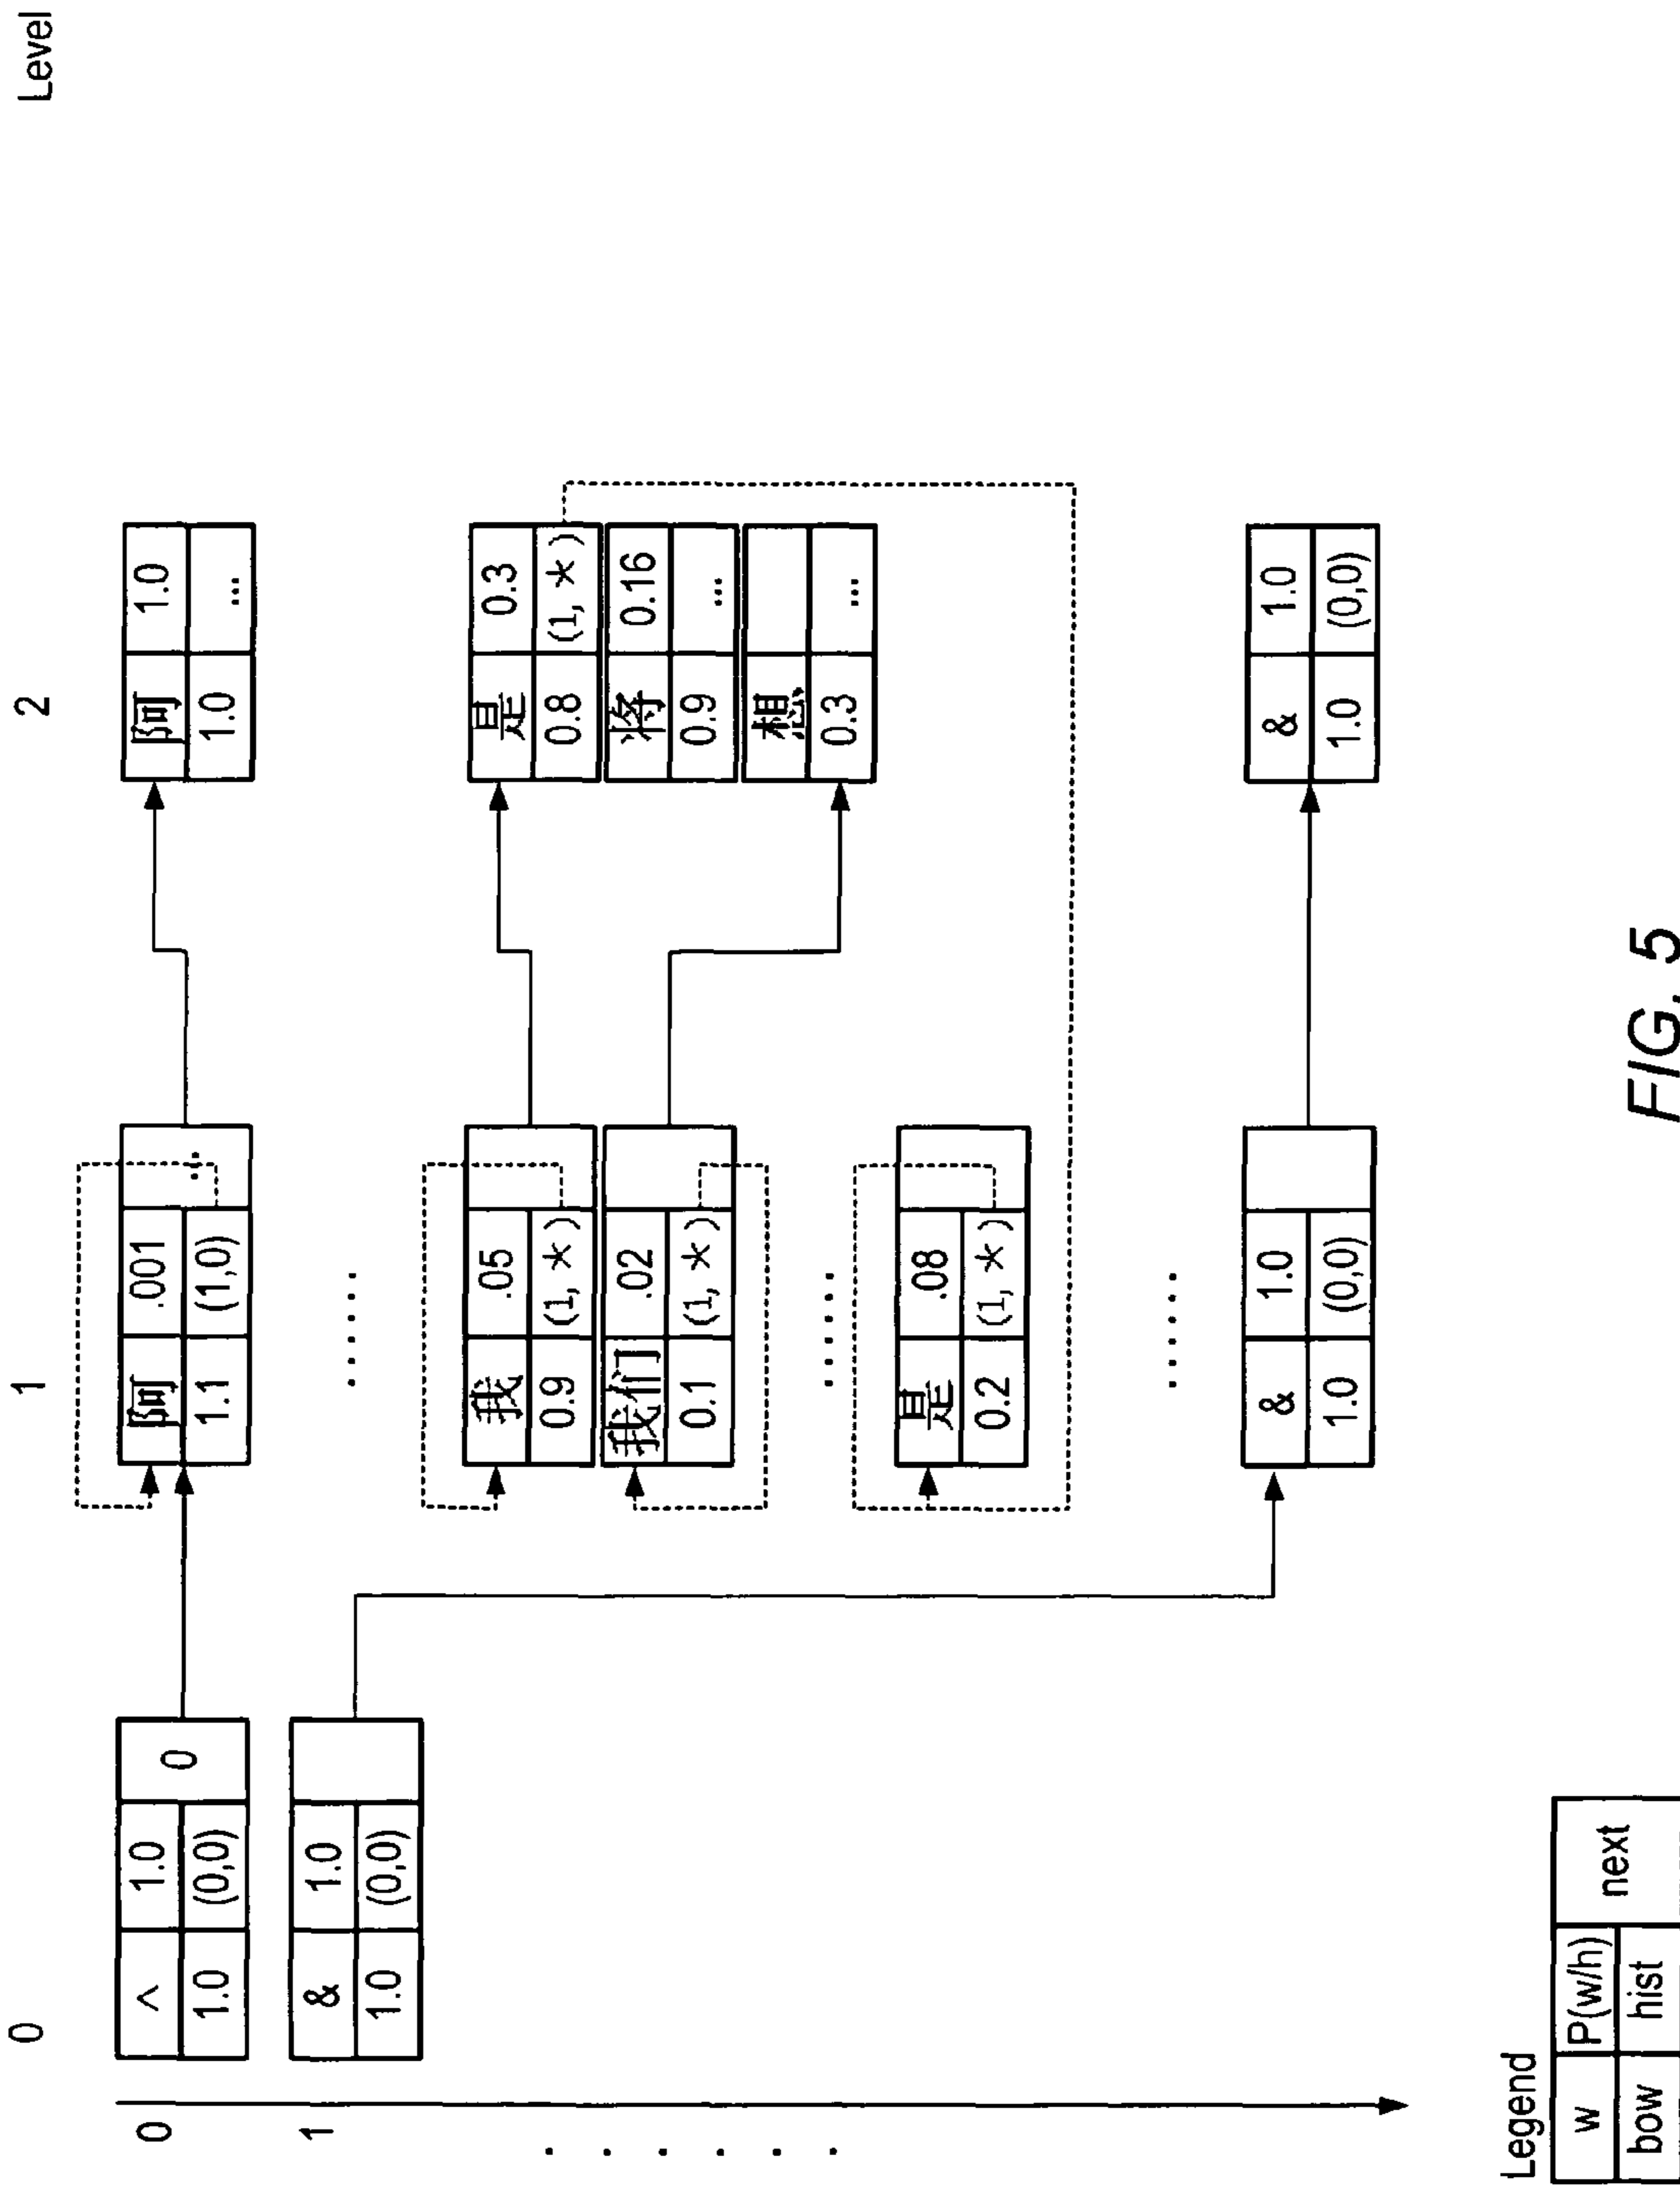 0 1 2 Level
0 ^ 1.0 0 阿 .001 ... 阿 1.0
1.0 (0,0) 1.1 (1,0) 1.0 ...
1 & 1.0 .....
1.0 (0,0)
我 .05 是 0.3
0.9 (1,*) 0.8 (1,*)
我们 .02 将 0.16
0.1 (1,*) 0.9 ...
想
0.3 ...
.....
是 .08
0.2 (1,*)
.....
& 1.0 & 1.0
1.0 (0,0) 1.0 (0,0)
Legend
w P(w/h) next
bow hist
FIG. 5